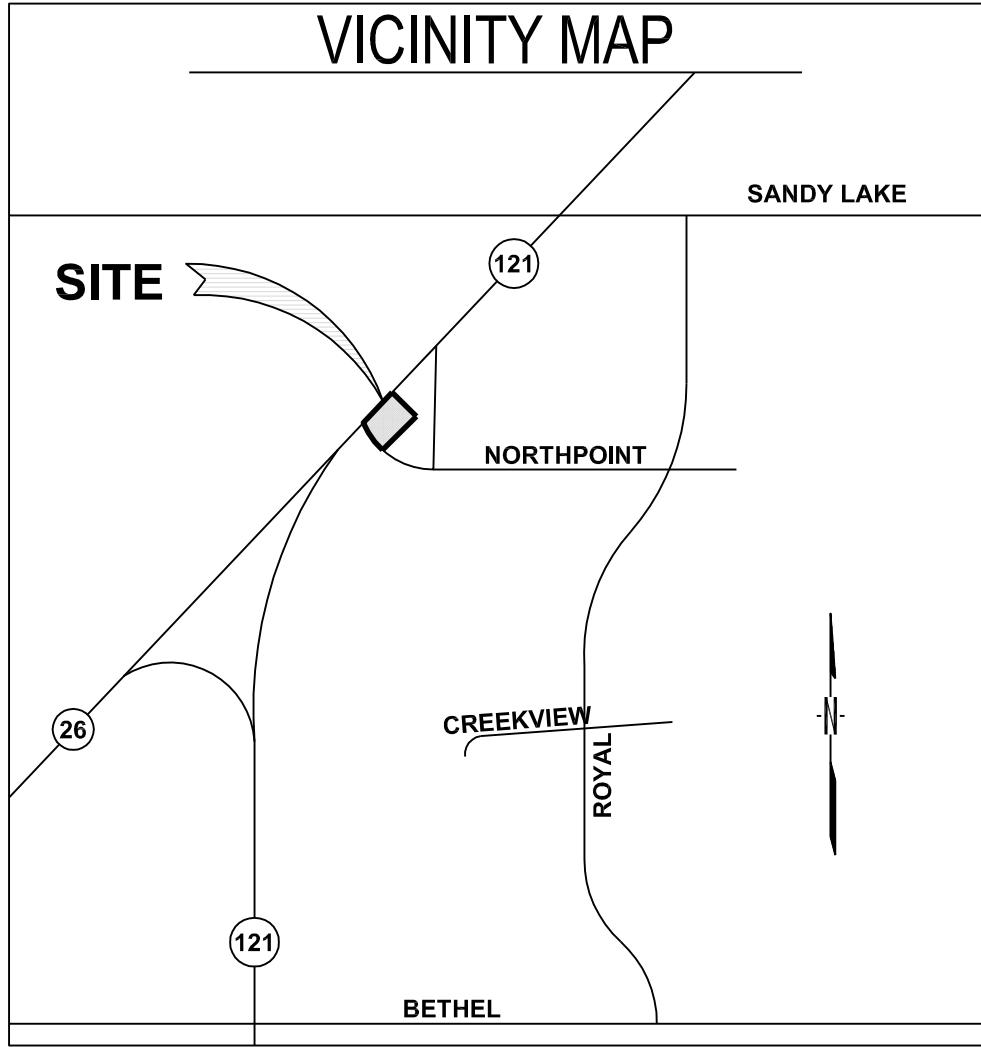 VICINITY MAP
SANDY LAKE
121
SITE
NORTHPOINT
CREEKVIEW
26
N
ROYAL
121
BETHEL